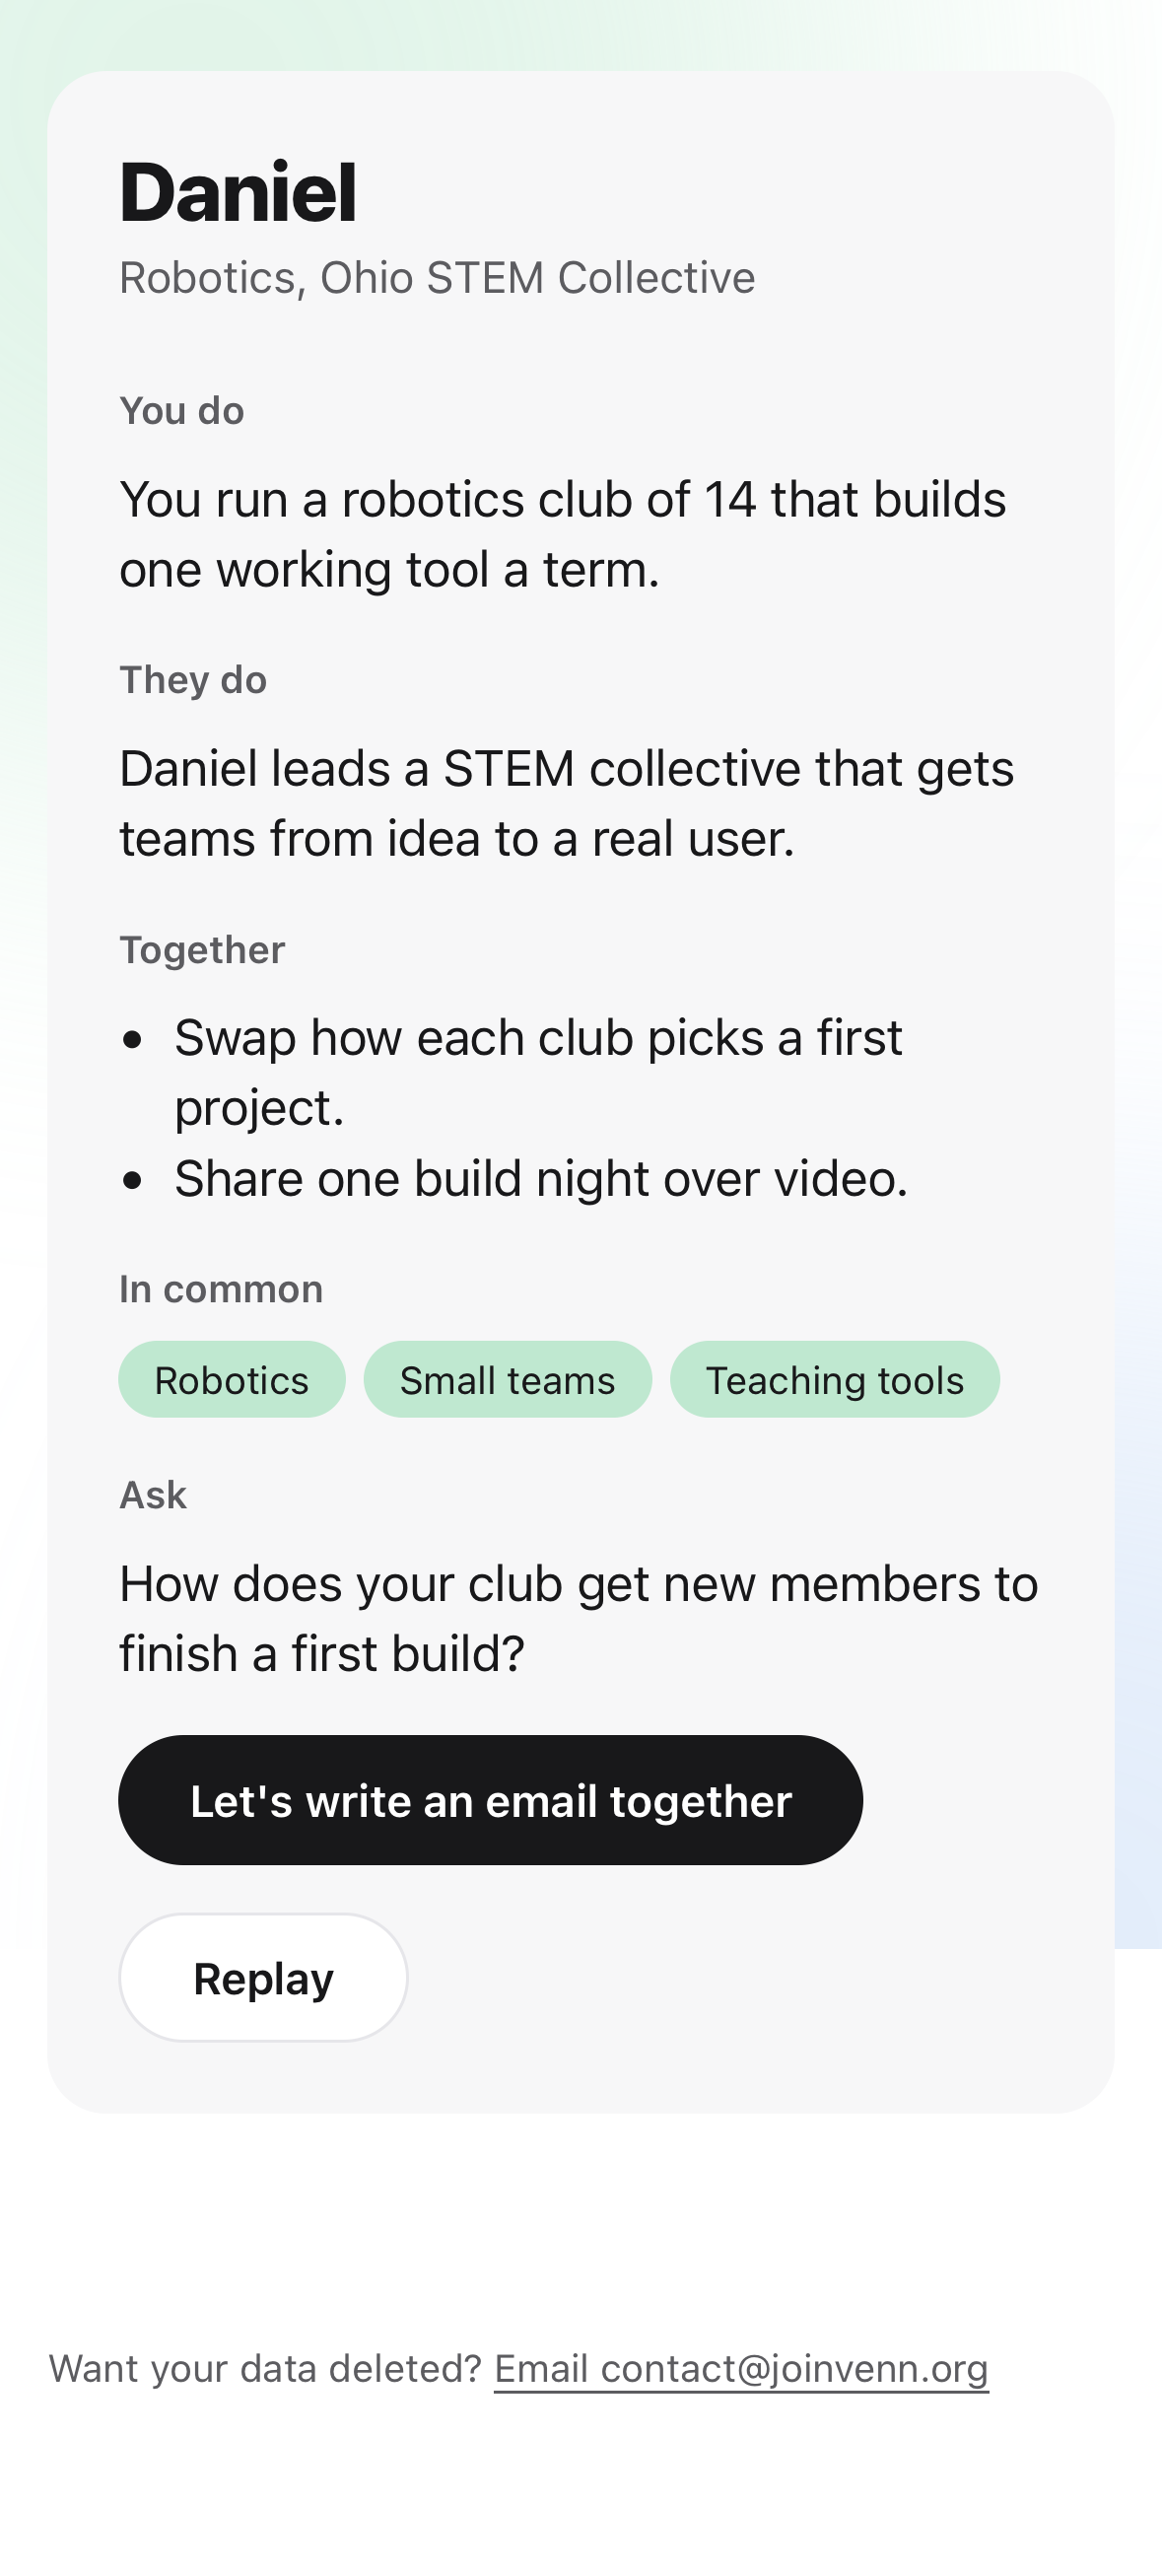 Daniel
Robotics, Ohio STEM Collective
You do
You run a robotics club of 14 that builds
one working tool a term.
They do
Daniel leads a STEM collective that gets
teams from idea to a real user.
Together
• Swap how each club picks a first
project.
• Share one build night over video.
In common
Robotics Small teams Teaching tools
Ask
How does your club get new members to
finish a first build?
Let's write an email together
Replay
Want your data deleted? Email contact@joinvenn.org